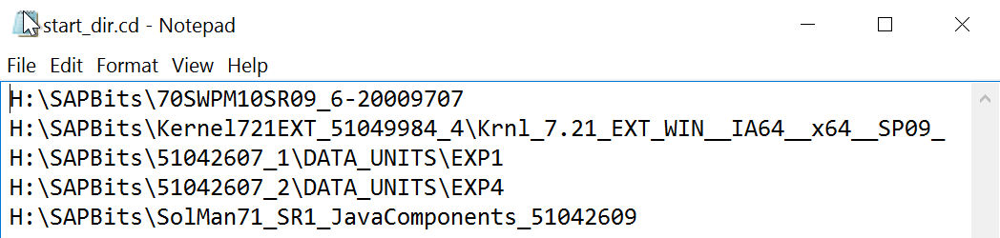 start_dir.cd - Notepad
File Edit Format View Help
H:\SAPBits\70SWPM10SR09_6-20009707
H:\SAPBits\Kernel721EXT_51049984_4\Krnl_7.21_EXT_WIN__IA64__x64__SP09_
H:\SAPBits\51042607_1\DATA_UNITS\EXP1
H:\SAPBits\51042607_2\DATA_UNITS\EXP4
H:\SAPBits\SolMan71_SR1_JavaComponents_51042609